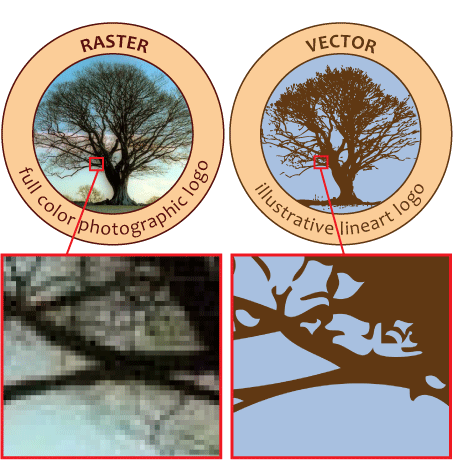 RASTER
full color photographic logo
VECTOR
illustrative lineart logo